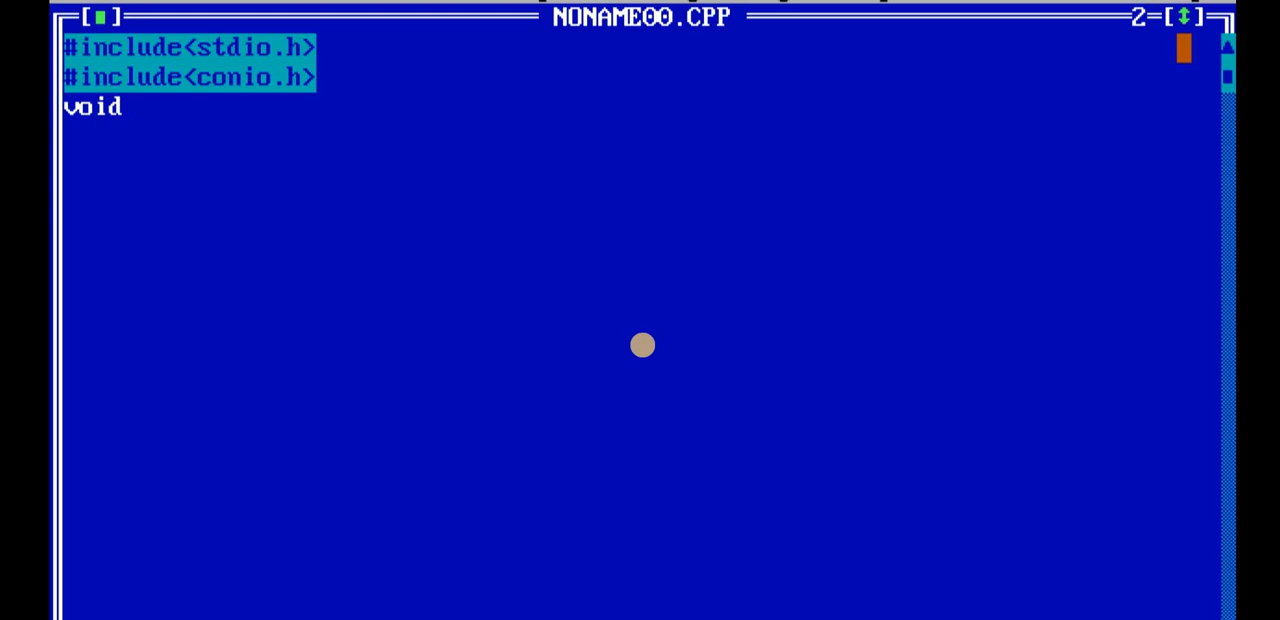 [■] NONAME00.CPP 2=[↕]
#include<stdio.h>
#include<conio.h>
void